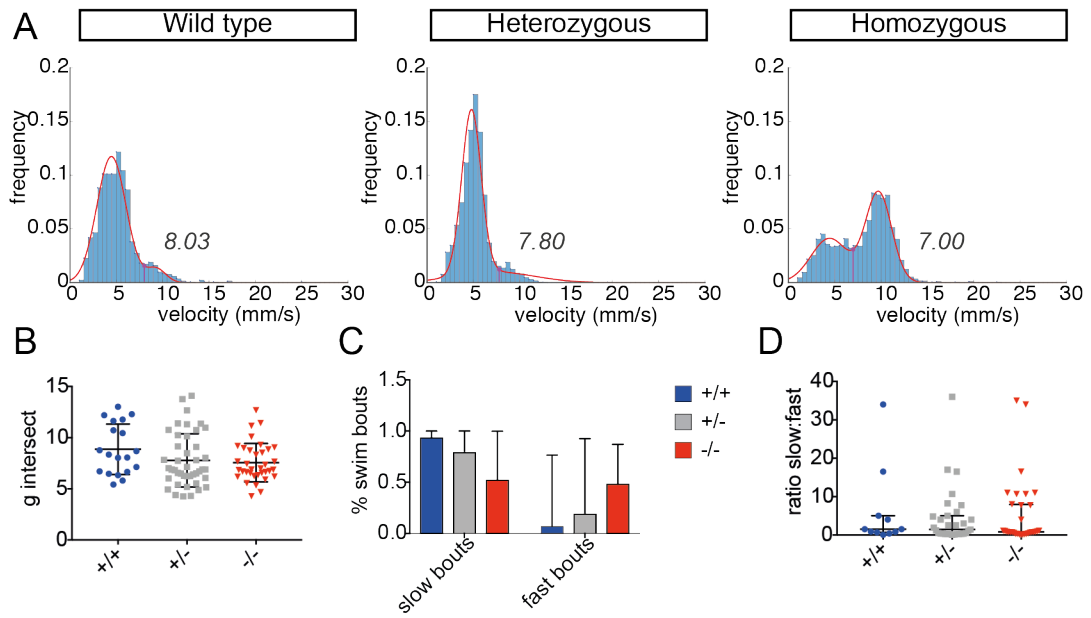 A
Wild type
Heterozygous
Homozygous
frequency
0.2
0.15
0.1
0.05
0
8.03
0 5 10 15 20 25 30
velocity (mm/s)
frequency
0.2
0.15
0.1
0.05
0
7.80
0 5 10 15 20 25 30
velocity (mm/s)
frequency
0.2
0.15
0.1
0.05
0
7.00
0 5 10 15 20 25 30
velocity (mm/s)
B
g intersect
15
10
5
0
+/+ +/- -/-
C
% swim bouts
1.5
1.0
0.5
0.0
slow bouts fast bouts
+/+
+/-
-/-
D
ratio slow:fast
40
30
20
10
0
+/+ +/- -/-